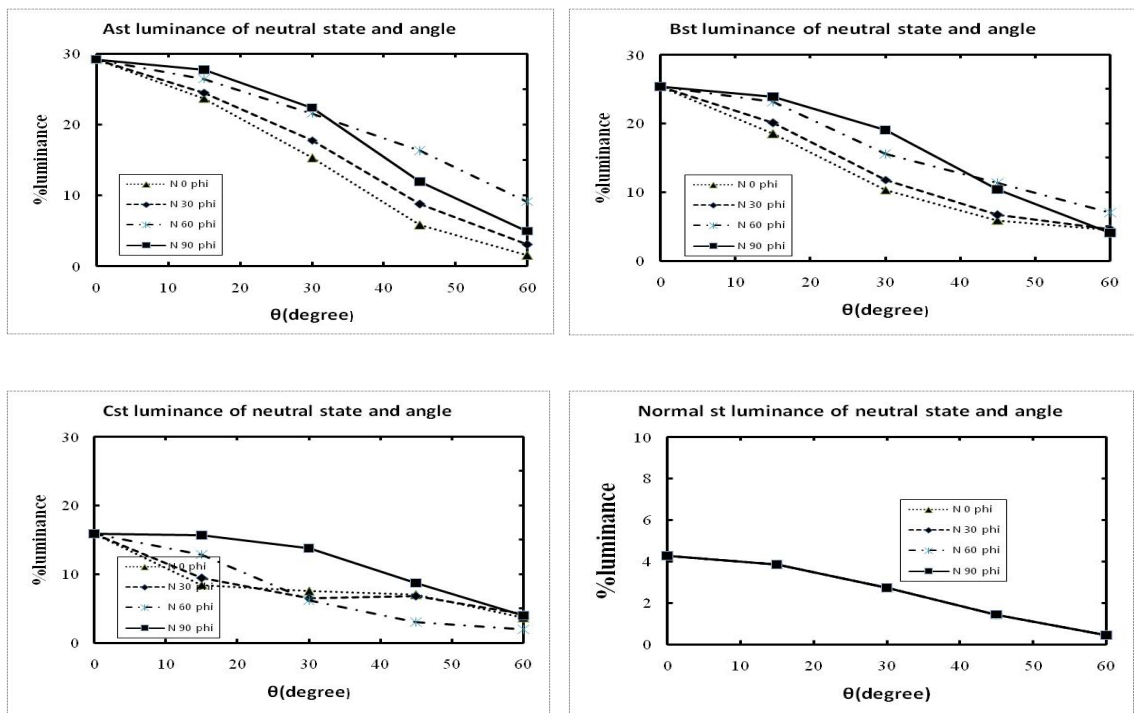 Ast luminance of neutral state and angle
30
20
10
0
%luminance
N 0 phi
N 30 phi
N 60 phi
N 90 phi
0 10 20 30 40 50 60
θ(degree)
Bst luminance of neutral state and angle
30
20
10
0
%luminance
N 0 phi
N 30 phi
N 60 phi
N 90 phi
0 10 20 30 40 50 60
θ(degree)
Cst luminance of neutral state and angle
30
20
10
0
%luminance
N 0 phi
N 30 phi
N 60 phi
N 90 phi
0 10 20 30 40 50 60
θ(degree)
Normal st luminance of neutral state and angle
10
8
6
4
2
0
%luminance
N 0 phi
N 30 phi
N 60 phi
N 90 phi
0 10 20 30 40 50 60
θ(degree)